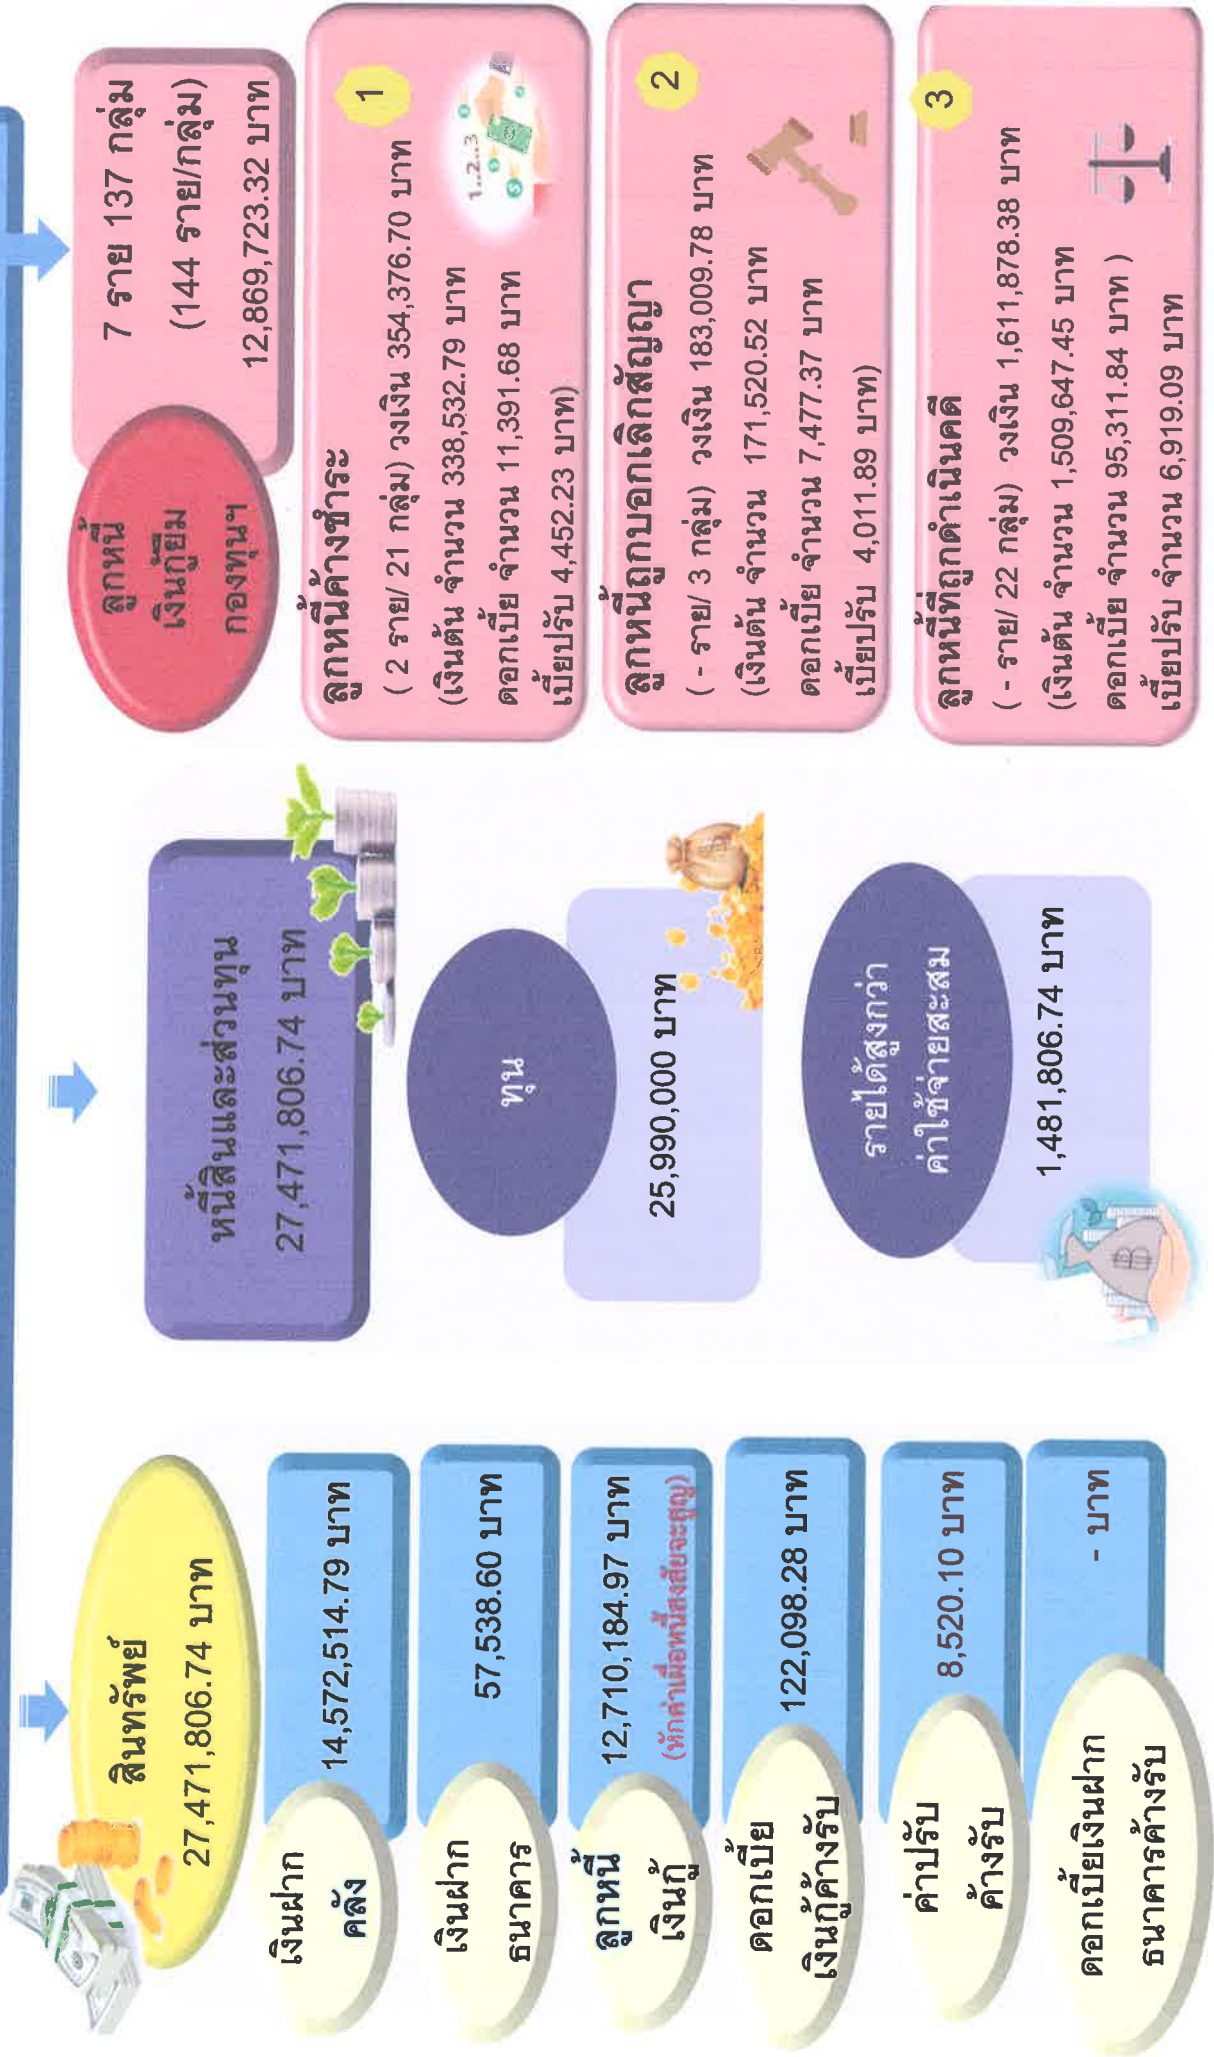 สินทรัพย์
27,471,806.74 บาท
เงินฝาก
คลัง
14,572,514.79 บาท
เงินฝาก
ธนาคาร
57,538.60 บาท
ลูกหนี้
เงินกู้
12,710,184.97 บาท
(หักค่าเผื่อหนี้สงสัยจะสูญ)
ดอกเบี้ย
เงินกู้ค้างรับ
122,098.28 บาท
ค่าปรับ
ค้างรับ
8,520.10 บาท
ดอกเบี้ยเงินฝาก
ธนาคารค้างรับ
- บาท
หนี้สินและส่วนทุน
27,471,806.74 บาท
ทุน
25,990,000 บาท
รายได้สูงกว่า
ค่าใช้จ่ายสะสม
1,481,806.74 บาท
ลูกหนี้
เงินกู้ยืม
กองทุนฯ
7 ราย 137 กลุ่ม
(144 ราย/กลุ่ม)
12,869,723.32 บาท
ลูกหนี้ค้างชำระ
1
( 2 ราย/ 21 กลุ่ม) วงเงิน 354,376.70 บาท
(เงินต้น จำนวน 338,532.79 บาท
ดอกเบี้ย จำนวน 11,391.68 บาท
เบี้ยปรับ 4,452.23 บาท)
1..2..3
ลูกหนี้ถูกบอกเลิกสัญญา
2
( - ราย/ 3 กลุ่ม) วงเงิน 183,009.78 บาท
(เงินต้น จำนวน 171,520.52 บาท
ดอกเบี้ย จำนวน 7,477.37 บาท
เบี้ยปรับ 4,011.89 บาท)
ลูกหนี้ที่ถูกดำเนินคดี
3
( - ราย/ 22 กลุ่ม) วงเงิน 1,611,878.38 บาท
(เงินต้น จำนวน 1,509,647.45 บาท
ดอกเบี้ย จำนวน 95,311.84 บาท )
เบี้ยปรับ จำนวน 6,919.09 บาท